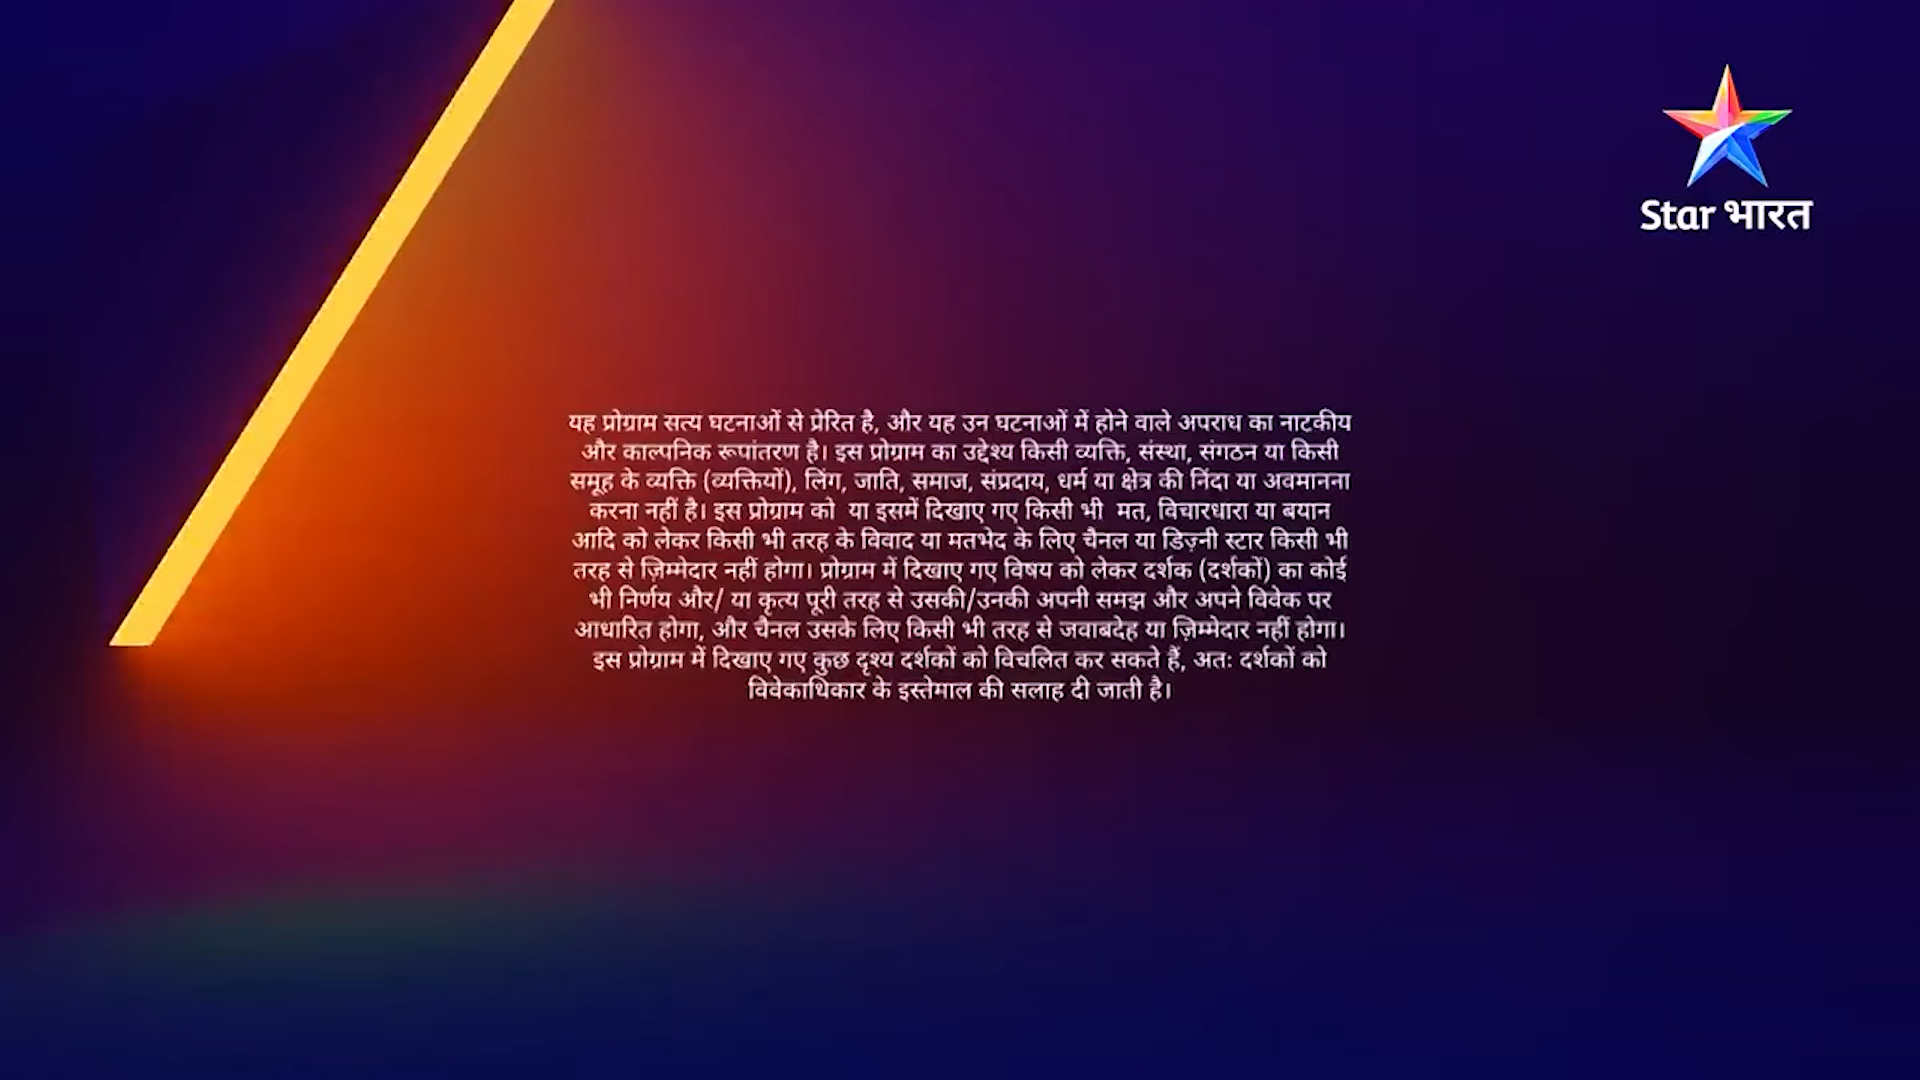 Star भारत
यह प्रोग्राम सत्य घटनाओं से प्रेरित है, और यह उन घटनाओं में होने वाले अपराध का नाटकीय
और काल्पनिक रूपांतरण है। इस प्रोग्राम का उद्देश्य किसी व्यक्ति, संस्था, संगठन या किसी
समूह के व्यक्ति (व्यक्तियों), लिंग, जाति, समाज, संप्रदाय, धर्म या क्षेत्र की निंदा या अवमानना
करना नहीं है। इस प्रोग्राम को या इसमें दिखाए गए किसी भी मत, विचारधारा या बयान
आदि को लेकर किसी भी तरह के विवाद या मतभेद के लिए चैनल या डिज़्नी स्टार किसी भी
तरह से ज़िम्मेदार नहीं होगा। प्रोग्राम में दिखाए गए विषय को लेकर दर्शक (दर्शकों) का कोई
भी निर्णय और/ या कृत्य पूरी तरह से उसकी/उनकी अपनी समझ और अपने विवेक पर
आधारित होगा, और चैनल उसके लिए किसी भी तरह से जवाबदेह या ज़िम्मेदार नहीं होगा।
इस प्रोग्राम में दिखाए गए कुछ दृश्य दर्शकों को विचलित कर सकते हैं, अतः दर्शकों को
विवेकाधिकार के इस्तेमाल की सलाह दी जाती है।